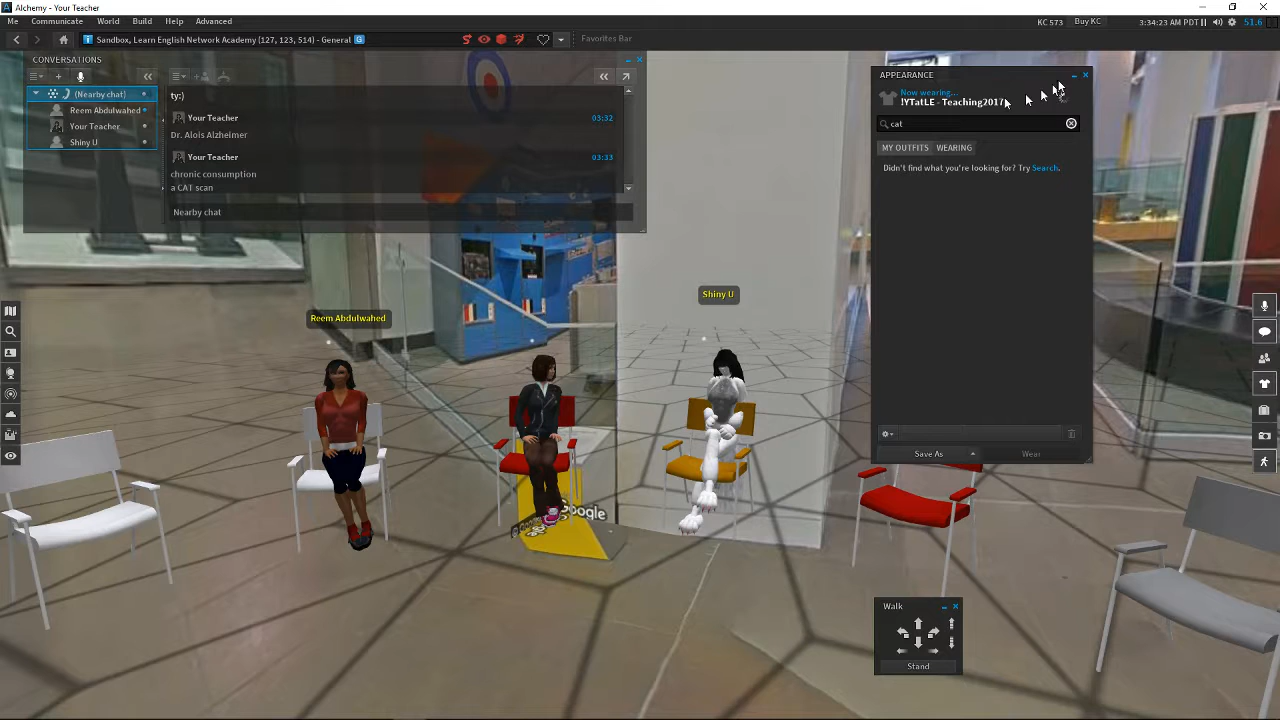 Alchemy - Your Teacher
Me Communicate World Build Help Advanced
KC 573 Buy KC 3:34:23 AM PDT 51.6
Sandbox, Learn English Network Academy (127, 123, 514) - General G
Favorites Bar
CONVERSATIONS
(Nearby chat)
Reem Abdulwahed
Your Teacher
Shiny U
ty:)
Your Teacher 03:32
Dr. Alois Alzheimer
Your Teacher 03:33
chronic consumption
a CAT scan
Nearby chat
APPEARANCE
Now wearing...
!YTatLE - Teaching2017
cat
MY OUTFITS WEARING
Didn't find what you're looking for? Try Search.
Save As Wear
Shiny U
Reem Abdulwahed
Google
Walk
Stand